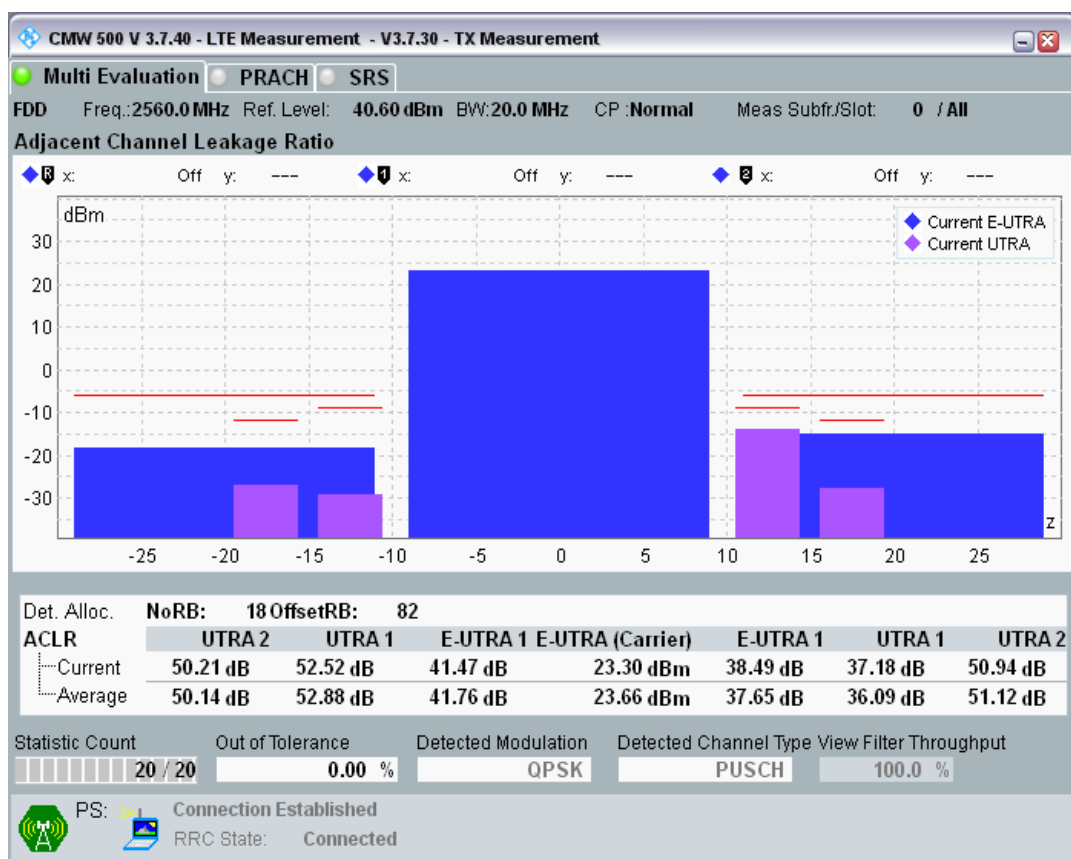 CMW 500 V 3.7.40 - LTE Measurement - V3.7.30 - TX Measurement
Multi Evaluation PRACH SRS
FDD Freq.:2560.0 MHz Ref. Level: 40.60 dBm BW:20.0 MHz CP :Normal Meas Subfr./Slot: 0 / All
Adjacent Channel Leakage Ratio
R x: Off y: --- 1 x: Off y: --- 2 x: Off y: ---
dBm
Current E-UTRA
Current UTRA
30
20
10
0
-10
-20
-30
z
-25 -20 -15 -10 -5 0 5 10 15 20 25
Det. Alloc. NoRB: 18 OffsetRB: 82
ACLR UTRA 2 UTRA 1 E-UTRA 1 E-UTRA (Carrier) E-UTRA 1 UTRA 1 UTRA 2
Current 50.21 dB 52.52 dB 41.47 dB 23.30 dBm 38.49 dB 37.18 dB 50.94 dB
Average 50.14 dB 52.88 dB 41.76 dB 23.66 dBm 37.65 dB 36.09 dB 51.12 dB
Statistic Count Out of Tolerance Detected Modulation Detected Channel Type View Filter Throughput
20 / 20 0.00 % QPSK PUSCH 100.0 %
PS: Connection Established
RRC State: Connected